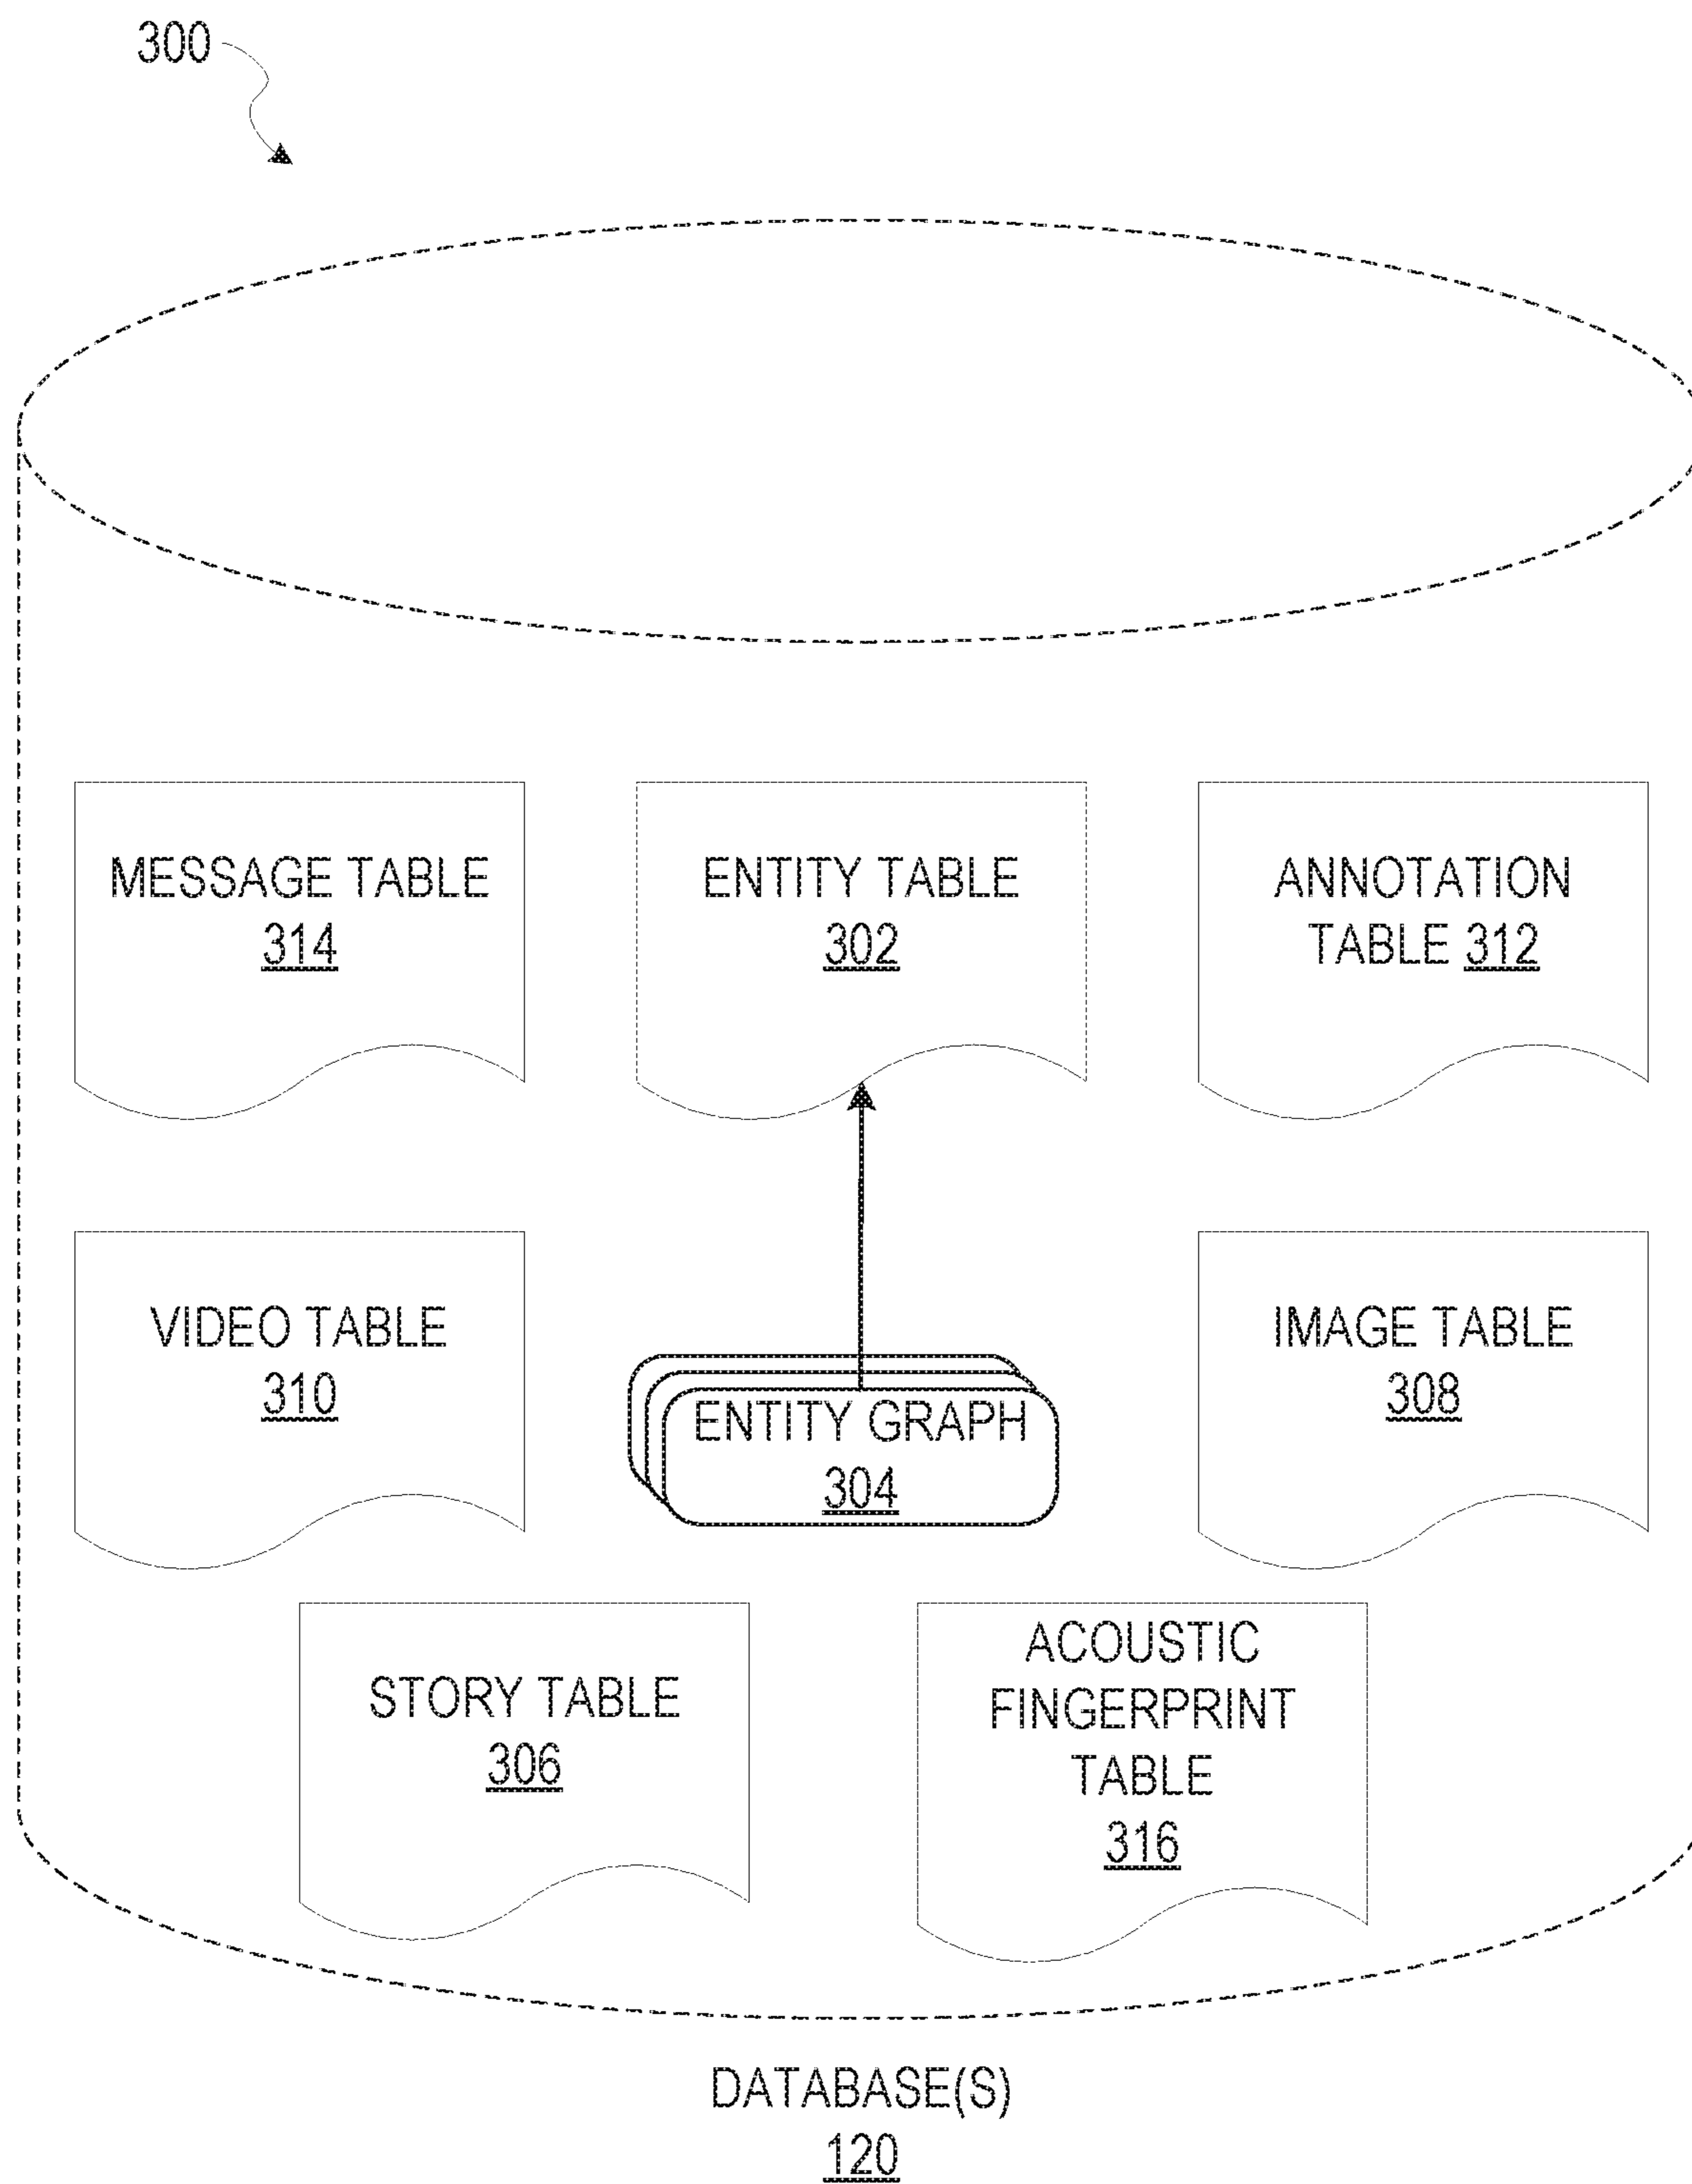 300
MESSAGE TABLE
314
ENTITY TABLE
302
ANNOTATION
TABLE 312
VIDEO TABLE
310
ENTITY GRAPH
304
IMAGE TABLE
308
STORY TABLE
306
ACOUSTIC
FINGERPRINT
TABLE
316
DATABASE(S)
120